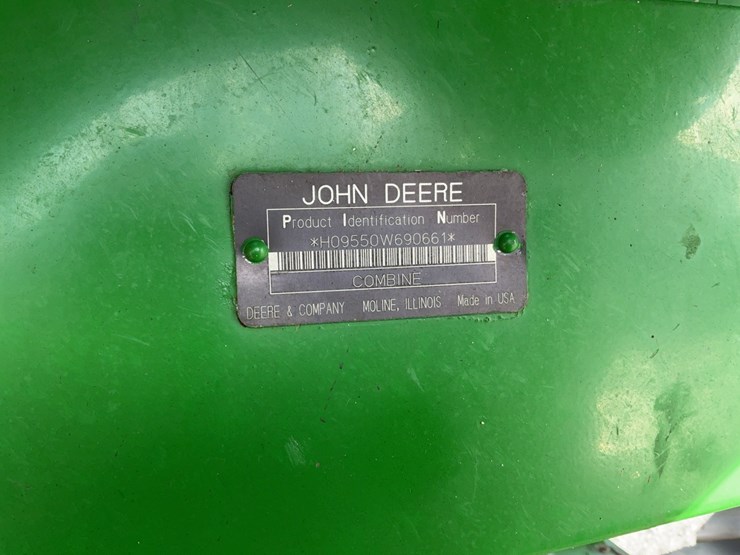 JOHN DEERE
Product Identification Number
*H09550W690661*
COMBINE
DEERE & COMPANY MOLINE, ILLINOIS Made in USA